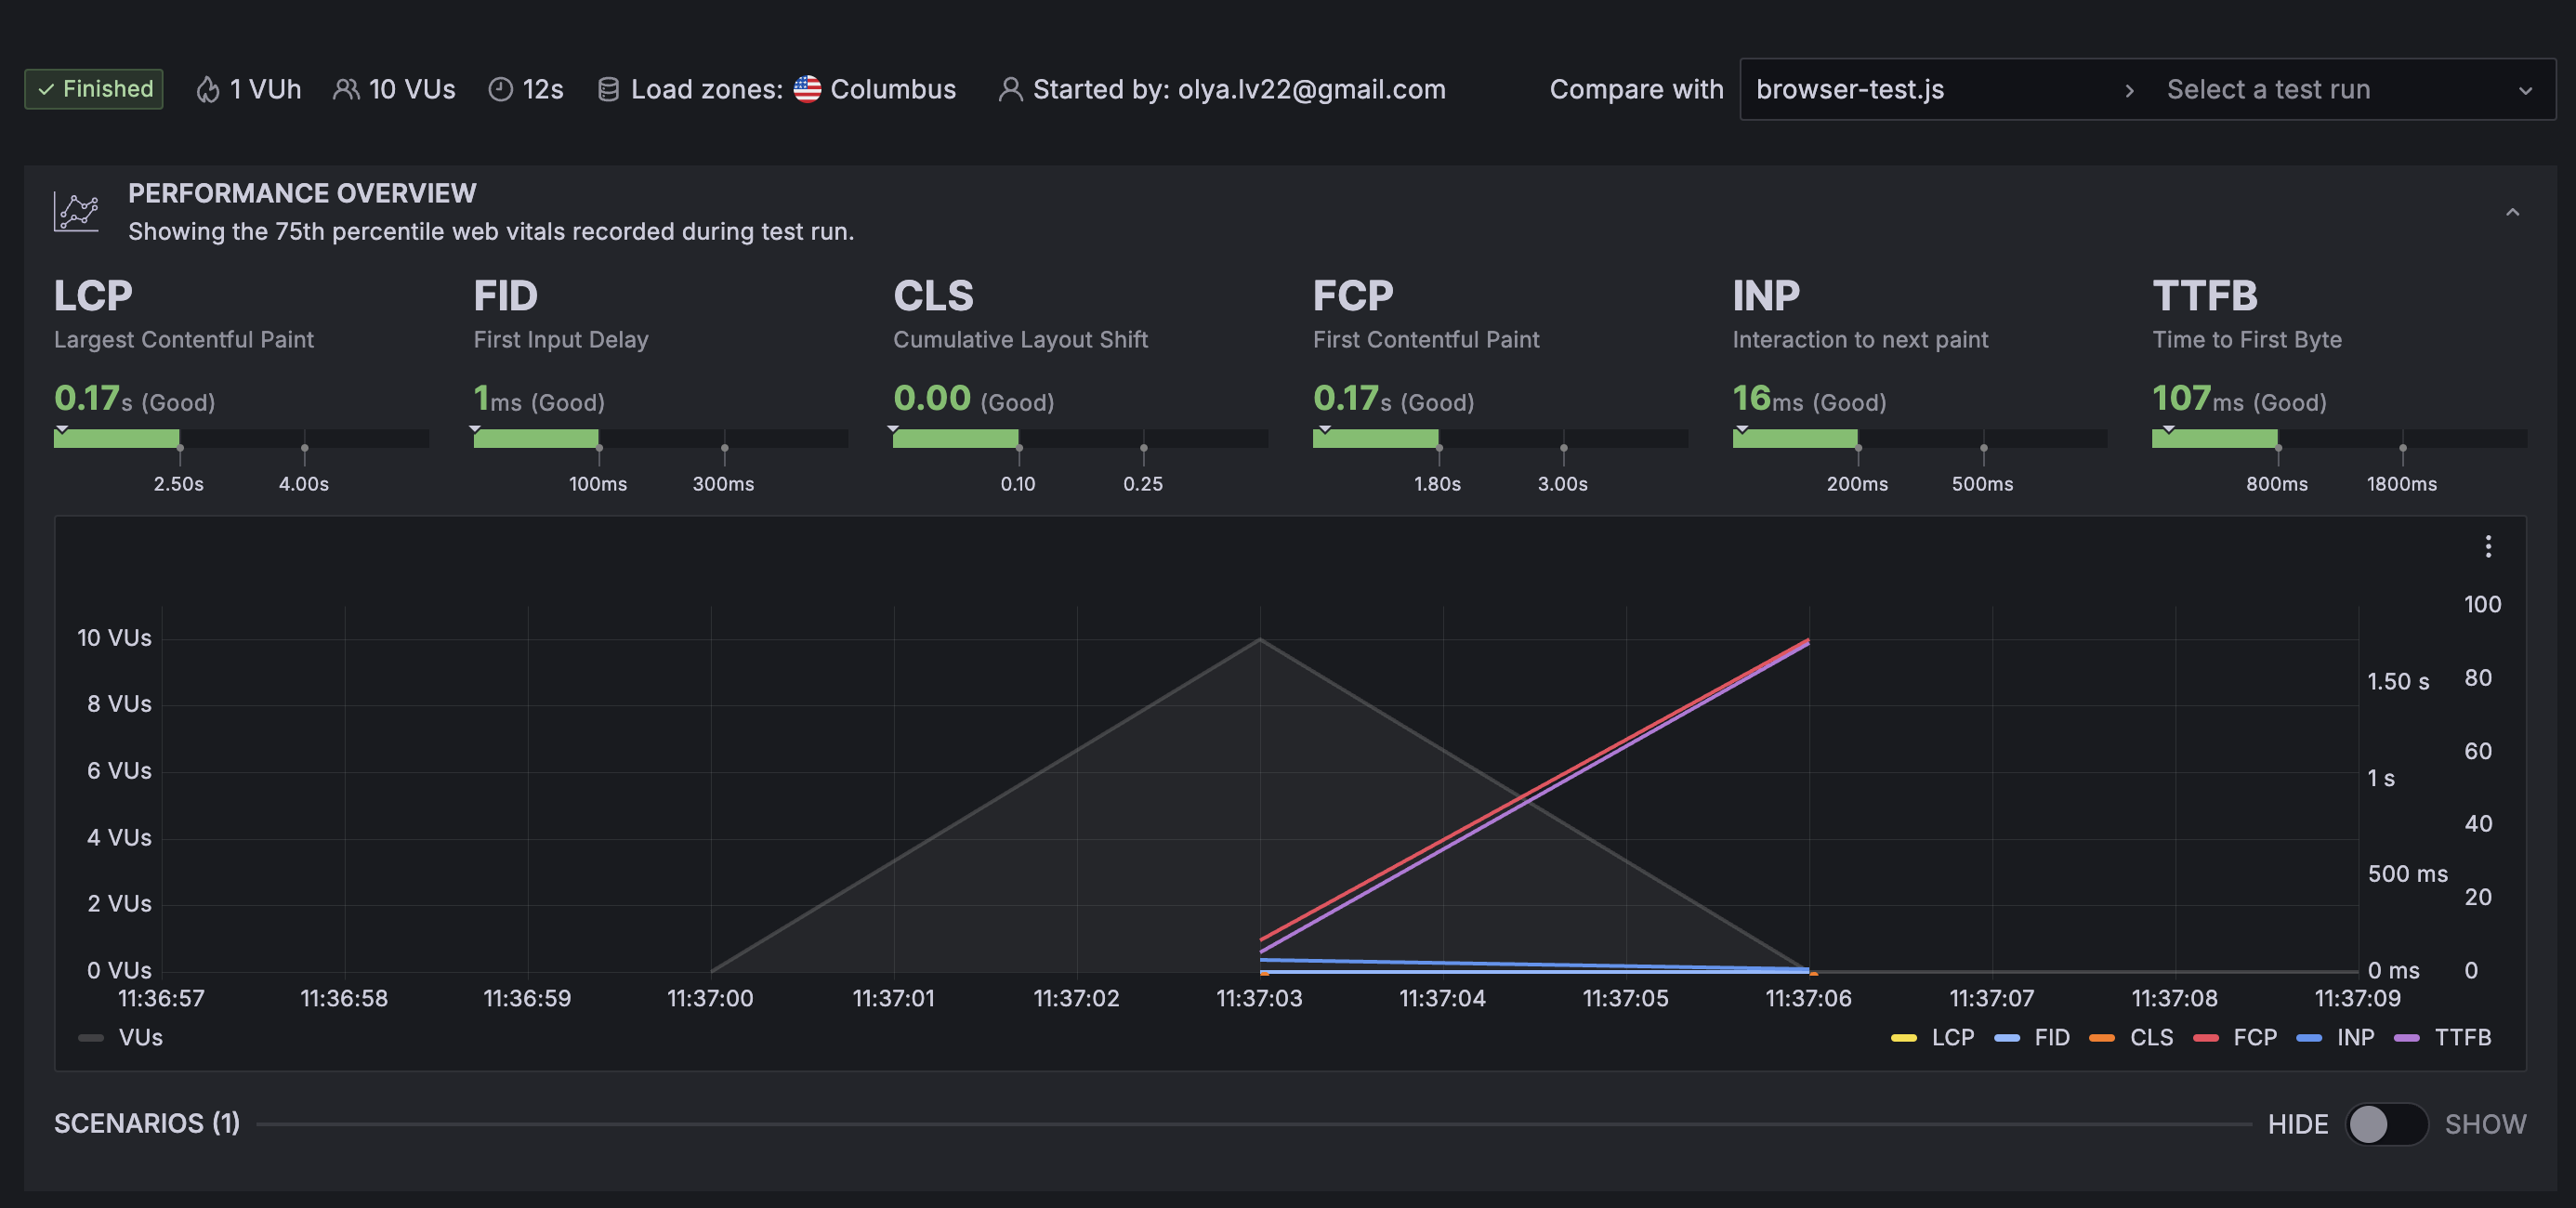 Finished 1 VUh 10 VUs 12s Load zones: Columbus Started by: olya.lv22@gmail.com Compare with browser-test.js Select a test run
PERFORMANCE OVERVIEW
Showing the 75th percentile web vitals recorded during test run.
LCP FID CLS FCP INP TTFB
Largest Contentful Paint First Input Delay Cumulative Layout Shift First Contentful Paint Interaction to next paint Time to First Byte
0.17s (Good) 1ms (Good) 0.00 (Good) 0.17s (Good) 16ms (Good) 107ms (Good)
2.50s 4.00s 100ms 300ms 0.10 0.25 1.80s 3.00s 200ms 500ms 800ms 1800ms
100
10 VUs
1.50 s 80
8 VUs
6 VUs 1 s 60
4 VUs 40
500 ms
2 VUs 20
0 VUs 0 ms 0
11:36:57 11:36:58 11:36:59 11:37:00 11:37:01 11:37:02 11:37:03 11:37:04 11:37:05 11:37:06 11:37:07 11:37:08 11:37:09
VUs LCP FID CLS FCP INP TTFB
SCENARIOS (1) HIDE SHOW